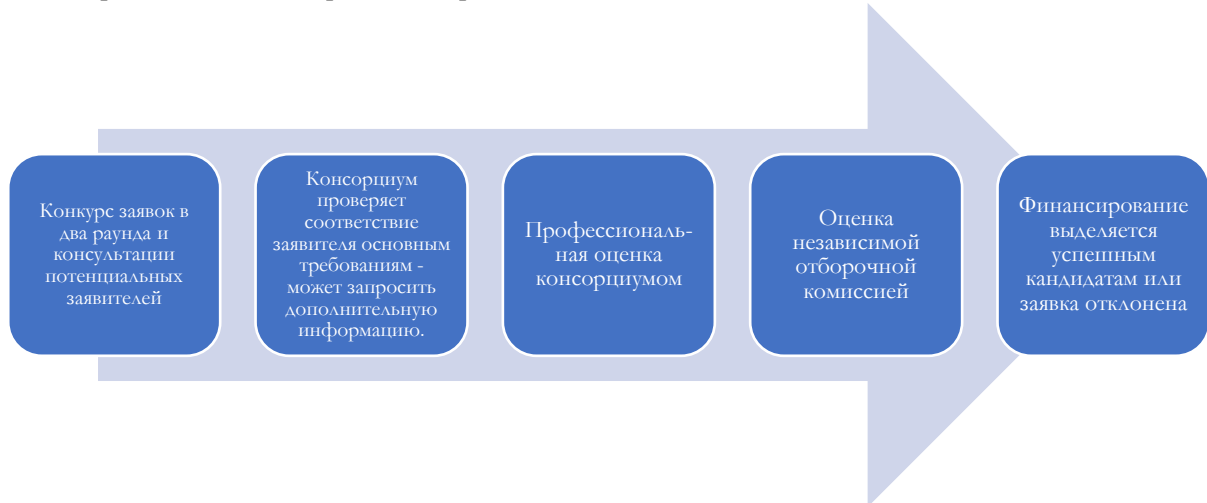 Конкурс заявок в
два раунда и
консультации
потенциальных
заявителей
Консорциум
проверяет
соответствие
заявителя основным
требованиям -
может запросить
дополнительную
информацию.
Профессиональ-
ная оценка
консорциумом
Оценка
независимой
отборочной
комиссией
Финансирование
выделяется
успешным
кандидатам или
заявка отклонена